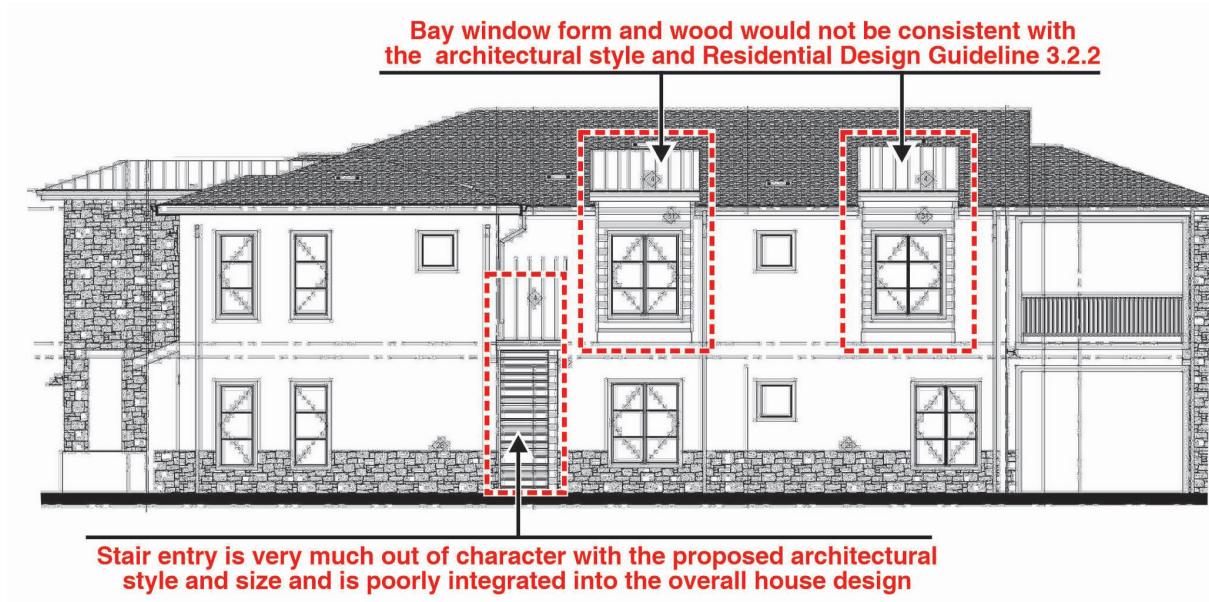 Bay window form and wood would not be consistent with
the architectural style and Residential Design Guideline 3.2.2
Stair entry is very much out of character with the proposed architectural
style and size and is poorly integrated into the overall house design